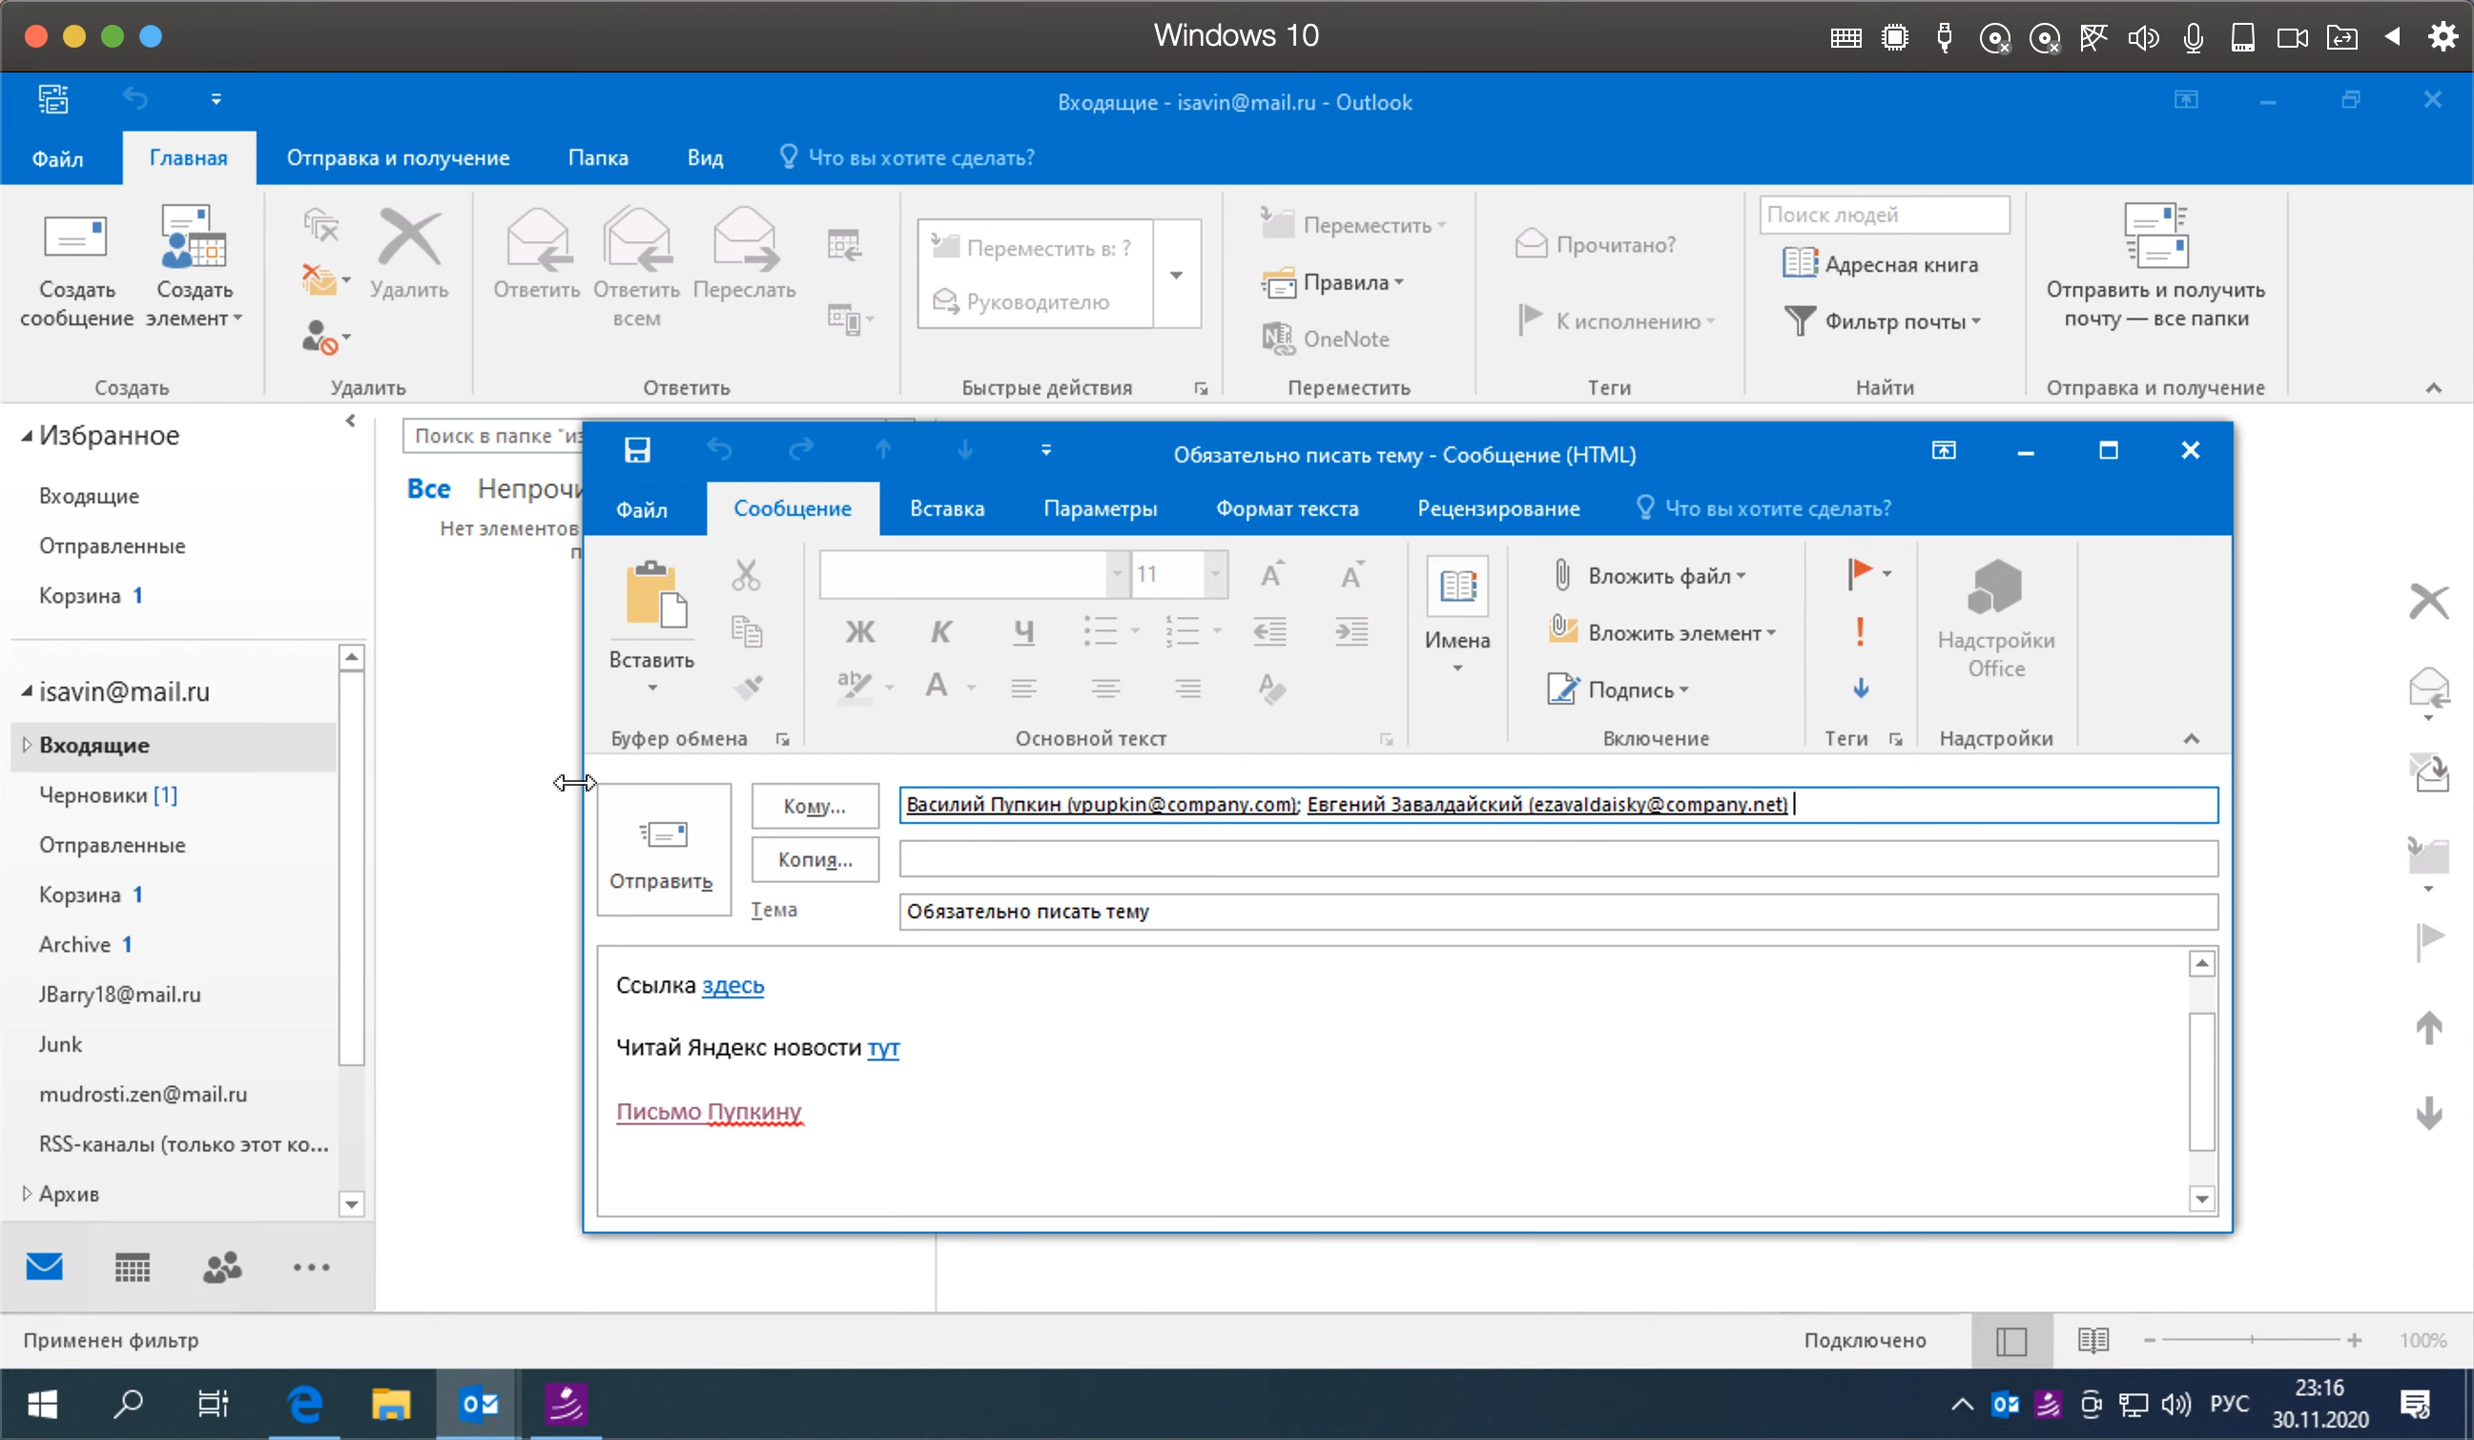 Windows 10
Входящие - isavin@mail.ru - Outlook
Файл Главная Отправка и получение Папка Вид Что вы хотите сделать?
Создать сообщение
Создать элемент
Удалить
Ответить
Ответить всем
Переслать
Переместить в: ?
Руководителю
Переместить
Правила
OneNote
Прочитано?
К исполнению
Поиск людей
Адресная книга
Фильтр почты
Отправить и получить
почту — все папки
Создать Удалить Ответить Быстрые действия Переместить Теги Найти Отправка и получение
Избранное
Входящие
Отправленные
Корзина 1
isavin@mail.ru
Входящие
Черновики [1]
Отправленные
Корзина 1
Archive 1
JBarry18@mail.ru
Junk
mudrosti.zen@mail.ru
RSS-каналы (только этот ко...
Архив
Поиск в папке "из
Все Непрочи
Нет элементов
п
Обязательно писать тему - Сообщение (HTML)
Файл Сообщение Вставка Параметры Формат текста Рецензирование Что вы хотите сделать?
Вставить
11
Ж К Ч
Имена
Вложить файл
Вложить элемент
Подпись
Надстройки
Office
Буфер обмена Основной текст Включение Теги Надстройки
Отправить
Кому... Василий Пупкин (vpupkin@company.com); Евгений Завалдайский (ezavaldaisky@company.net)
Копия...
Тема Обязательно писать тему
Ссылка здесь
Читай Яндекс новости тут
Письмо Пупкину
Применен фильтр Подключено 100%
РУС 23:16
30.11.2020